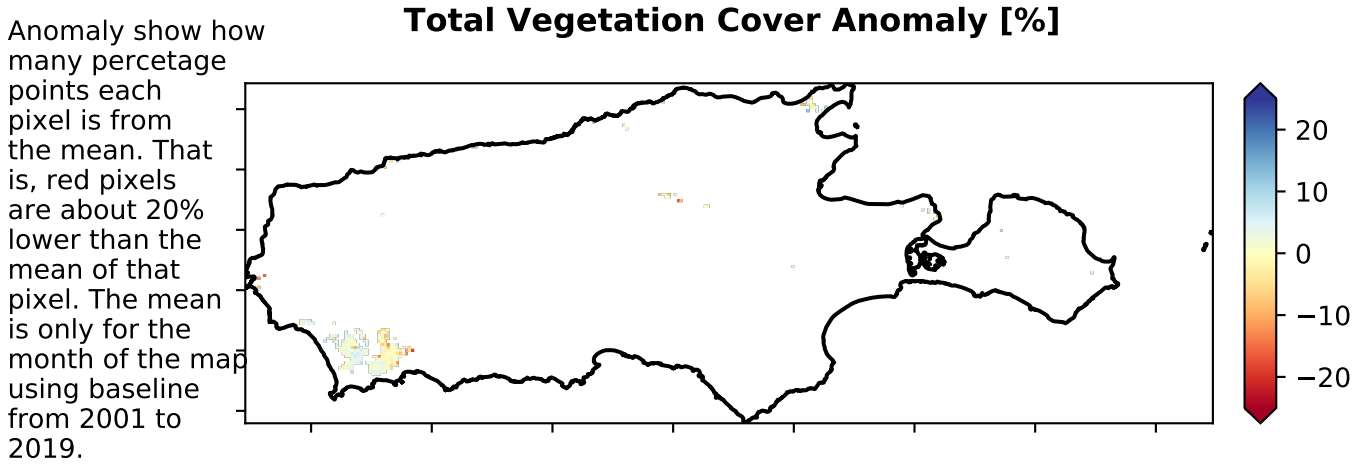 Total Vegetation Cover Anomaly [%]
Anomaly show how
many percetage
points each
pixel is from
the mean. That
is, red pixels
are about 20%
lower than the
mean of that
pixel. The mean
is only for the
month of the map
using baseline
from 2001 to
2019.
20
10
0
−10
−20